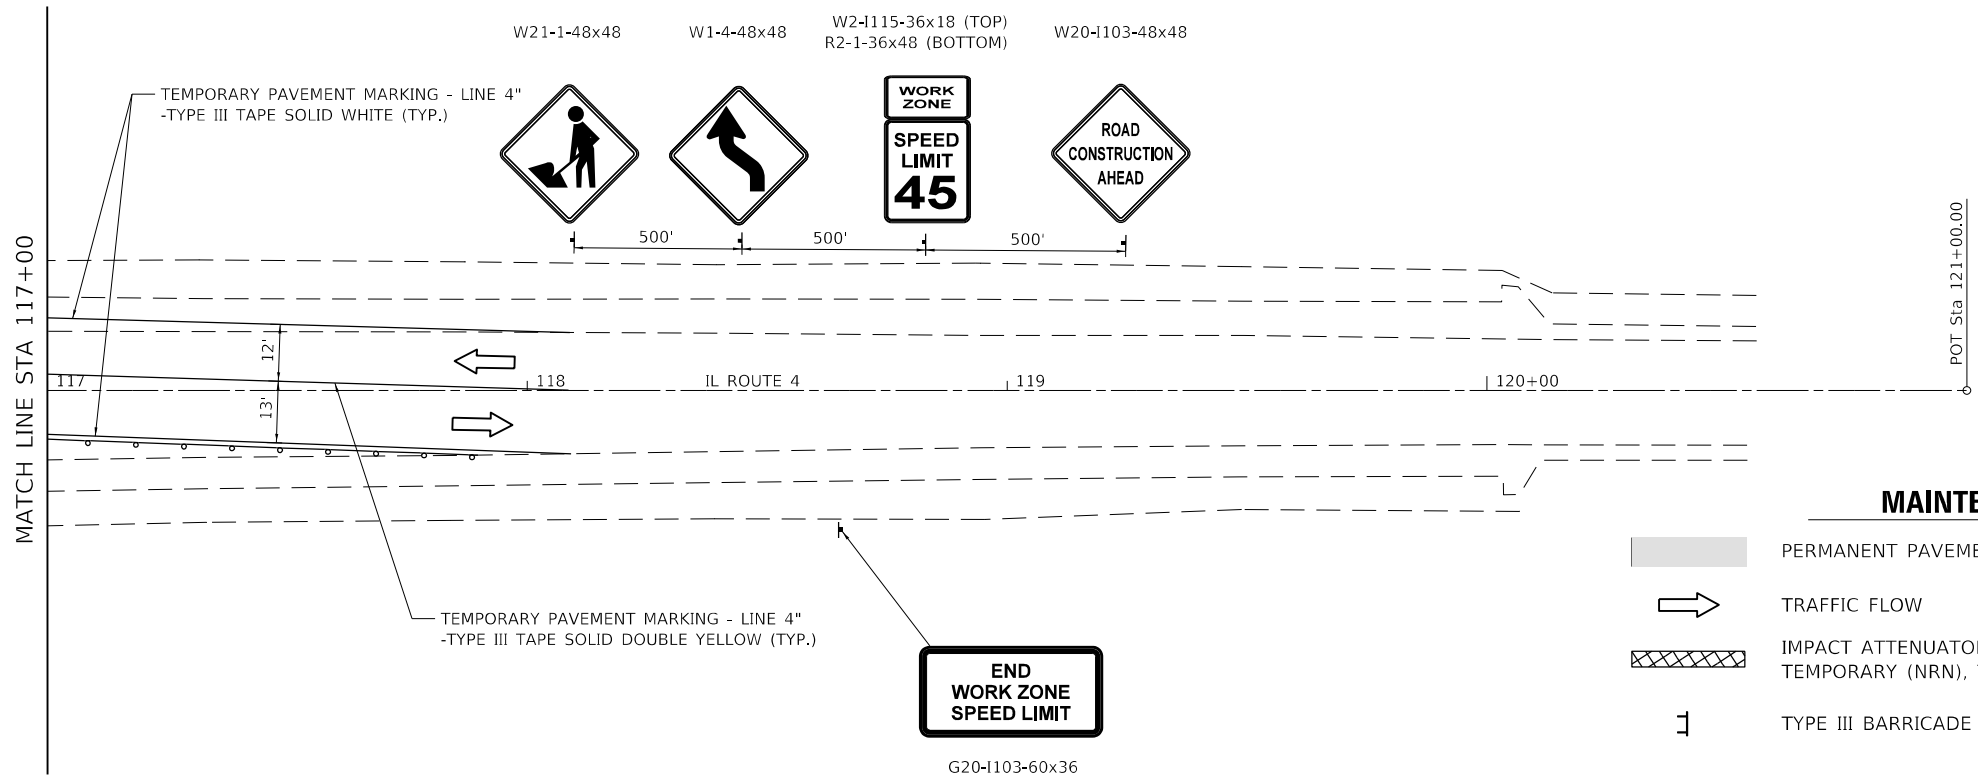 W21-1-48x48
W1-4-48x48
W2-I115-36x18 (TOP)
R2-1-36x48 (BOTTOM)
W20-I103-48x48
TEMPORARY PAVEMENT MARKING - LINE 4"
-TYPE III TAPE SOLID WHITE (TYP.)
WORK
ZONE
SPEED
LIMIT
45
ROAD
CONSTRUCTION
AHEAD
500'
500'
500'
MATCH LINE STA 117+00
POT Sta 121+00.00
12'
13'
117
118
IL ROUTE 4
119
120+00
TEMPORARY PAVEMENT MARKING - LINE 4"
-TYPE III TAPE SOLID DOUBLE YELLOW (TYP.)
END
WORK ZONE
SPEED LIMIT
G20-I103-60x36
MAINTE
PERMANENT PAVEME
TRAFFIC FLOW
IMPACT ATTENUATO
TEMPORARY (NRN),
TYPE III BARRICADE